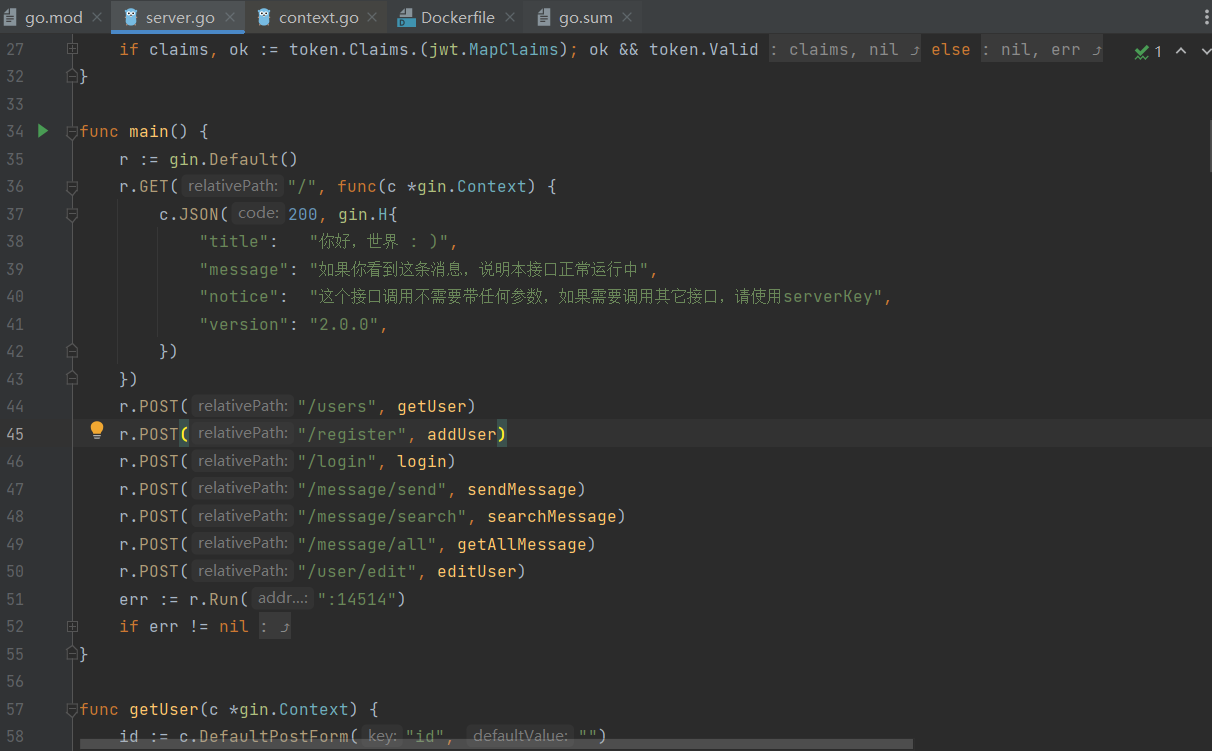 go.mod server.go context.go Dockerfile go.sum
27 if claims, ok := token.Claims.(jwt.MapClaims); ok && token.Valid : claims, nil else : nil, err 1
32 }
33
34 func main() {
35 r := gin.Default()
36 r.GET( relativePath: "/", func(c *gin.Context) {
37 c.JSON( code: 200, gin.H{
38 "title": "你好，世界 : )",
39 "message": "如果你看到这条消息，说明本接口正常运行中",
40 "notice": "这个接口调用不需要带任何参数，如果需要调用其它接口，请使用serverKey",
41 "version": "2.0.0",
42 })
43 })
44 r.POST( relativePath: "/users", getUser)
45 r.POST( relativePath: "/register", addUser)
46 r.POST( relativePath: "/login", login)
47 r.POST( relativePath: "/message/send", sendMessage)
48 r.POST( relativePath: "/message/search", searchMessage)
49 r.POST( relativePath: "/message/all", getAllMessage)
50 r.POST( relativePath: "/user/edit", editUser)
51 err := r.Run( addr...: ":14514")
52 if err != nil :
55 }
56
57 func getUser(c *gin.Context) {
58 id := c.DefaultPostForm( key: "id", defaultValue: "")